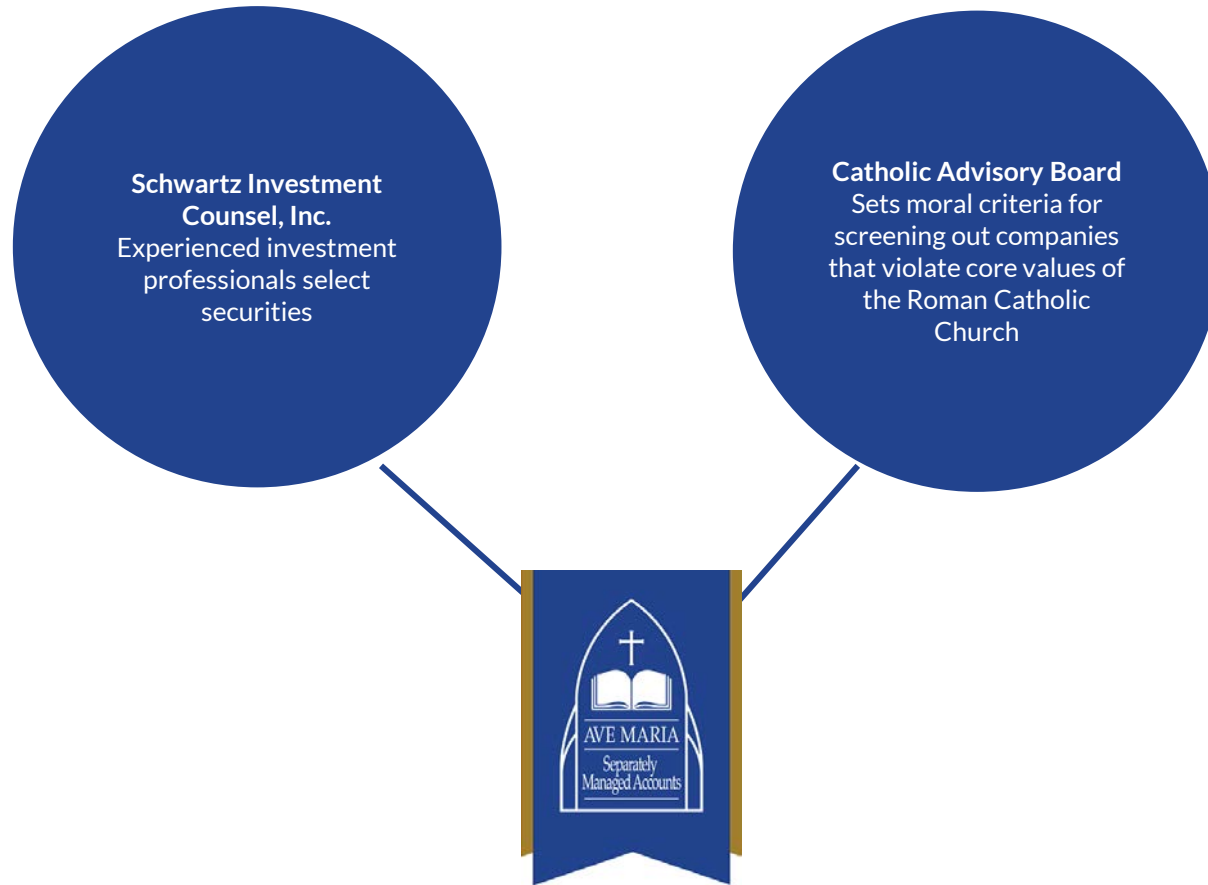 Schwartz Investment
Counsel, Inc.
Experienced investment
professionals select
securities
Catholic Advisory Board
Sets moral criteria for
screening out companies
that violate core values of
the Roman Catholic
Church
AVE MARIA
Separately
Managed Accounts